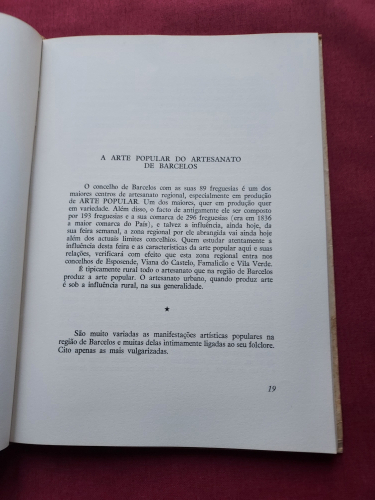 A ARTE POPULAR DO ARTESANATO
DE BARCELOS
O concelho de Barcelos com as suas 89 freguesias é um dos
maiores centros de artesanato regional, especialmente em produção
de ARTE POPULAR. Um dos maiores, quer em produção quer
em variedade. Além disso, o facto de antigamente ele ser composto
por 193 freguesias e a sua comarca de 296 freguesias (era em 1836
a maior comarca do País), e talvez a influência, ainda hoje, da
sua feira semanal, a zona regional por ele abrangida vai ainda hoje
além dos actuais limites concelhios. Quem estudar atentamente a
influência desta feira e as características da arte popular aqui e suas
relações, verificará com efeito que esta zona regional entra nos
concelhos de Esposende, Viana do Castelo, Famalicão e Vila Verde.
É tipicamente rural todo o artesanato que na região de Barcelos
produz a arte popular. O artesanato urbano, quando produz arte
é sob a influência rural, na sua generalidade.
★
São muito variadas as manifestações artísticas populares na
região de Barcelos e muitas delas intimamente ligadas ao seu folclore.
Cito apenas as mais vulgarizadas.
19